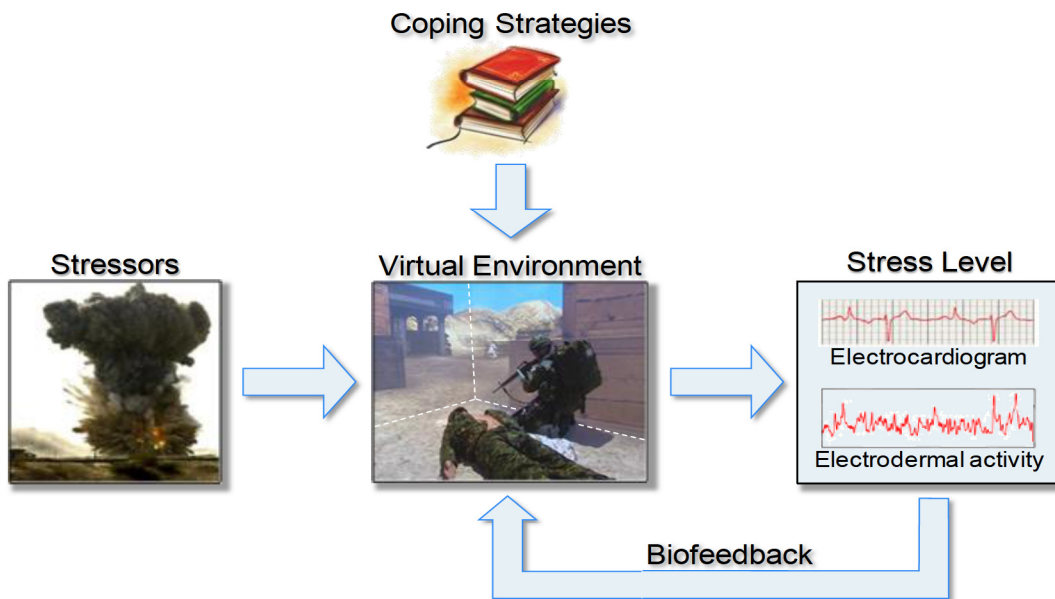 Coping Strategies
Stressors
Virtual Environment
Stress Level
Electrocardiogram
Electrodermal activity
Biofeedback